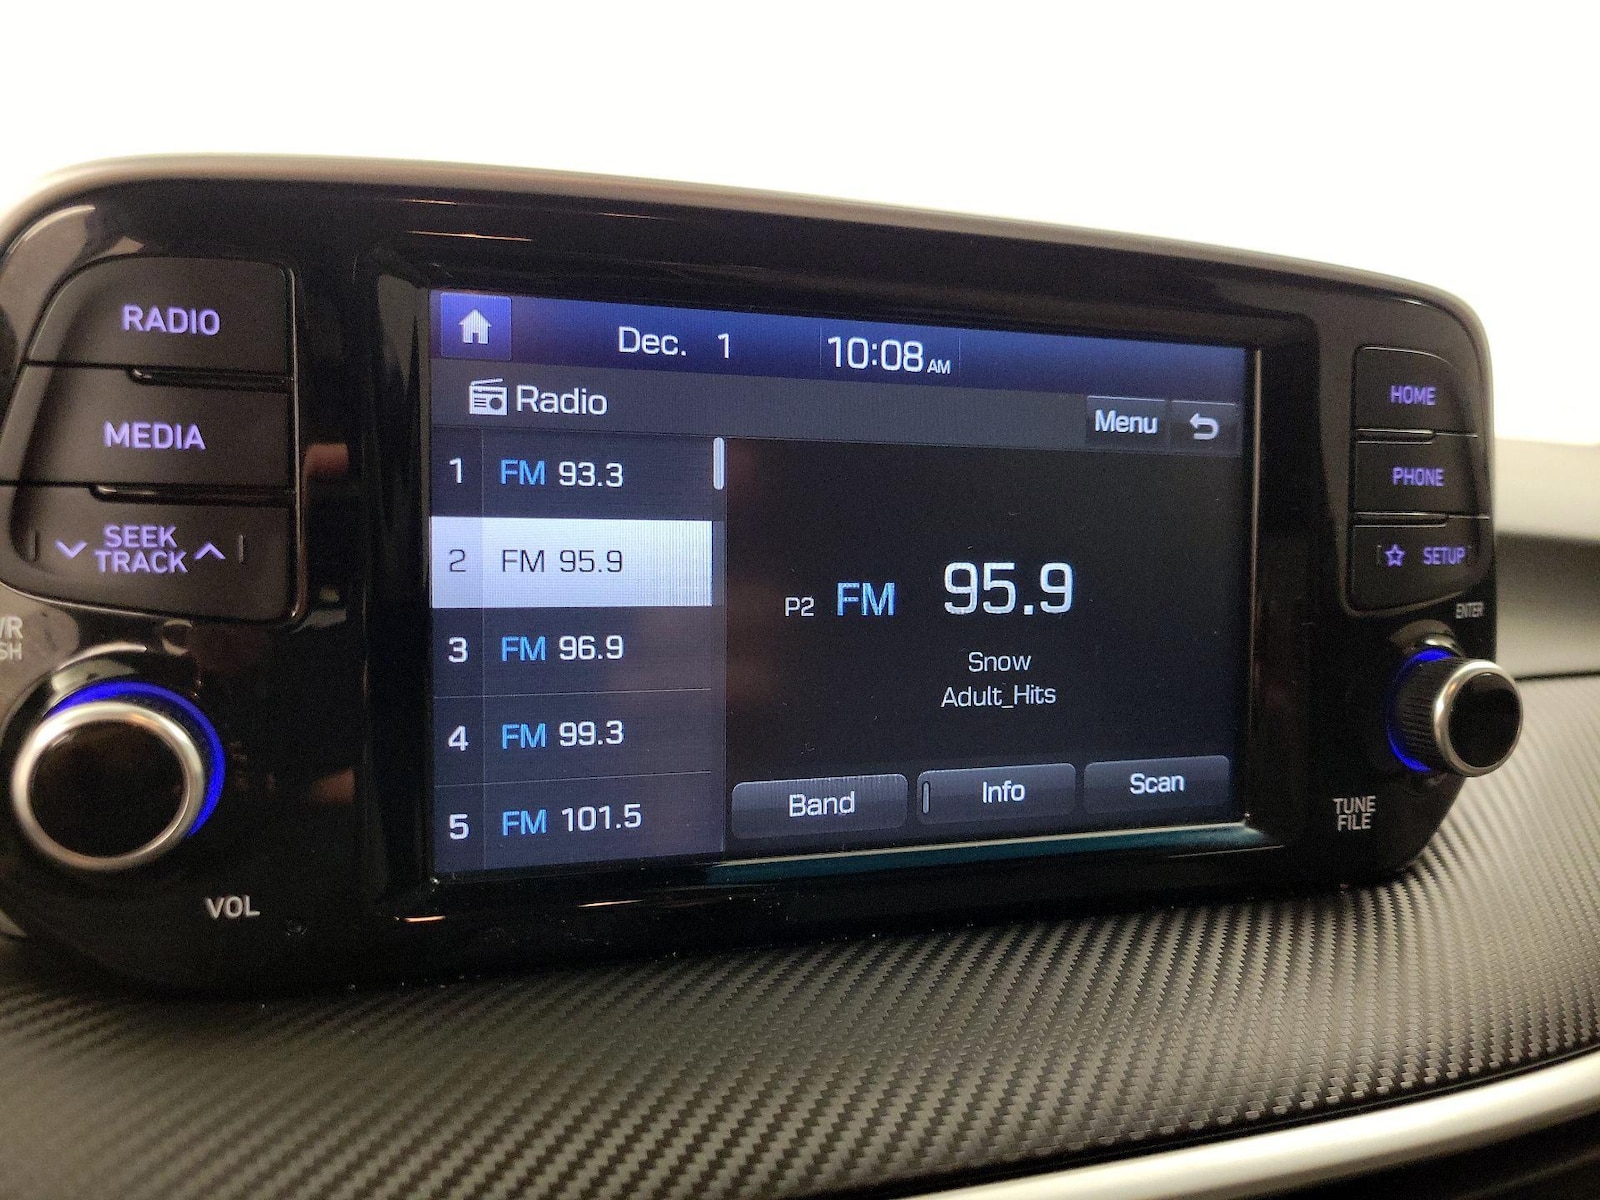 RADIO
MEDIA
SEEK
TRACK
VOL
Dec. 1 10:08 AM
Radio
Menu
1 FM 93.3
2 FM 95.9
3 FM 96.9
4 FM 99.3
5 FM 101.5
P2 FM 95.9
Snow
Adult_Hits
Band Info Scan
HOME
PHONE
SETUP
ENTER
TUNE
FILE